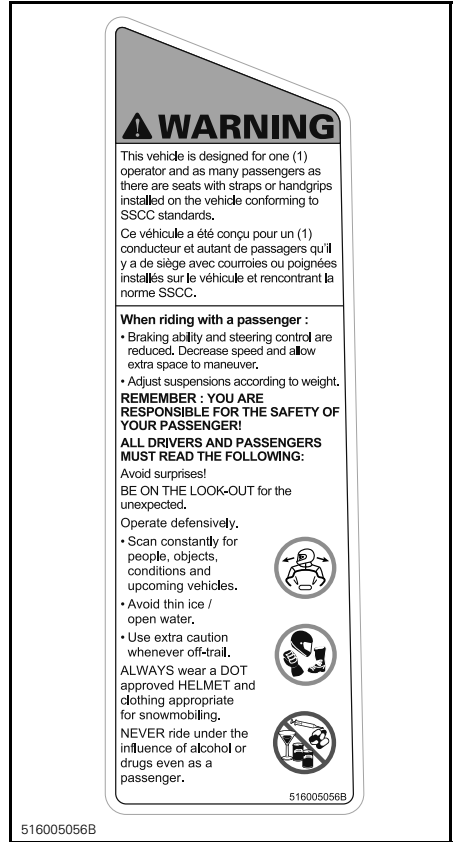 WARNING
This vehicle is designed for one (1)
operator and as many passengers as
there are seats with straps or handgrips
installed on the vehicle conforming to
SSCC standards.
Ce véhicule a été conçu pour un (1)
conducteur et autant de passagers qu'il
y a de siège avec courroies ou poignées
installés sur le véhicule et rencontrant la
norme SSCC.
When riding with a passenger :
• Braking ability and steering control are
reduced. Decrease speed and allow
extra space to maneuver.
• Adjust suspensions according to weight.
REMEMBER : YOU ARE
RESPONSIBLE FOR THE SAFETY OF
YOUR PASSENGER!
ALL DRIVERS AND PASSENGERS
MUST READ THE FOLLOWING:
Avoid surprises!
BE ON THE LOOK-OUT for the
unexpected.
Operate defensively.
• Scan constantly for
people, objects,
conditions and
upcoming vehicles.
• Avoid thin ice /
open water.
• Use extra caution
whenever off-trail.
ALWAYS wear a DOT
approved HELMET and
clothing appropriate
for snowmobiling.
NEVER ride under the
influence of alcohol or
drugs even as a
passenger.
516005056B
516005056B